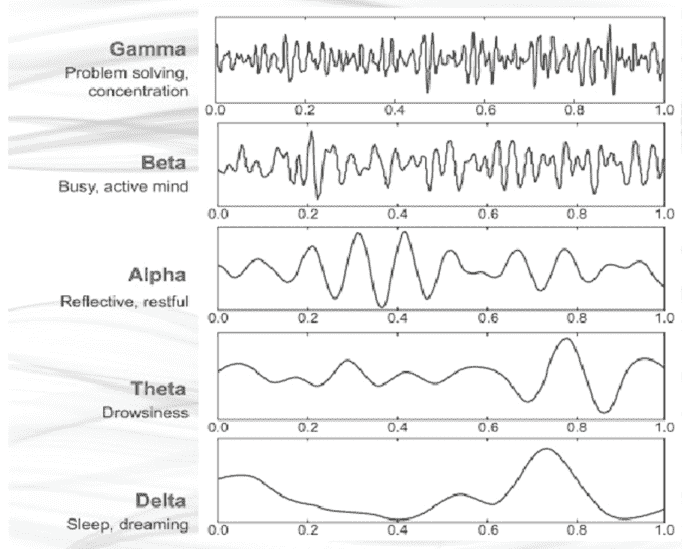 Gamma
Problem solving,
concentration
0.0 0.2 0.4 0.6 0.8 1.0
Beta
Busy, active mind
0.0 0.2 0.4 0.6 0.8 1.0
Alpha
Reflective, restful
0.0 0.2 0.4 0.6 0.8 1.0
Theta
Drowsiness
0.0 0.2 0.4 0.6 0.8 1.0
Delta
Sleep, dreaming
0.0 0.2 0.4 0.6 0.8 1.0